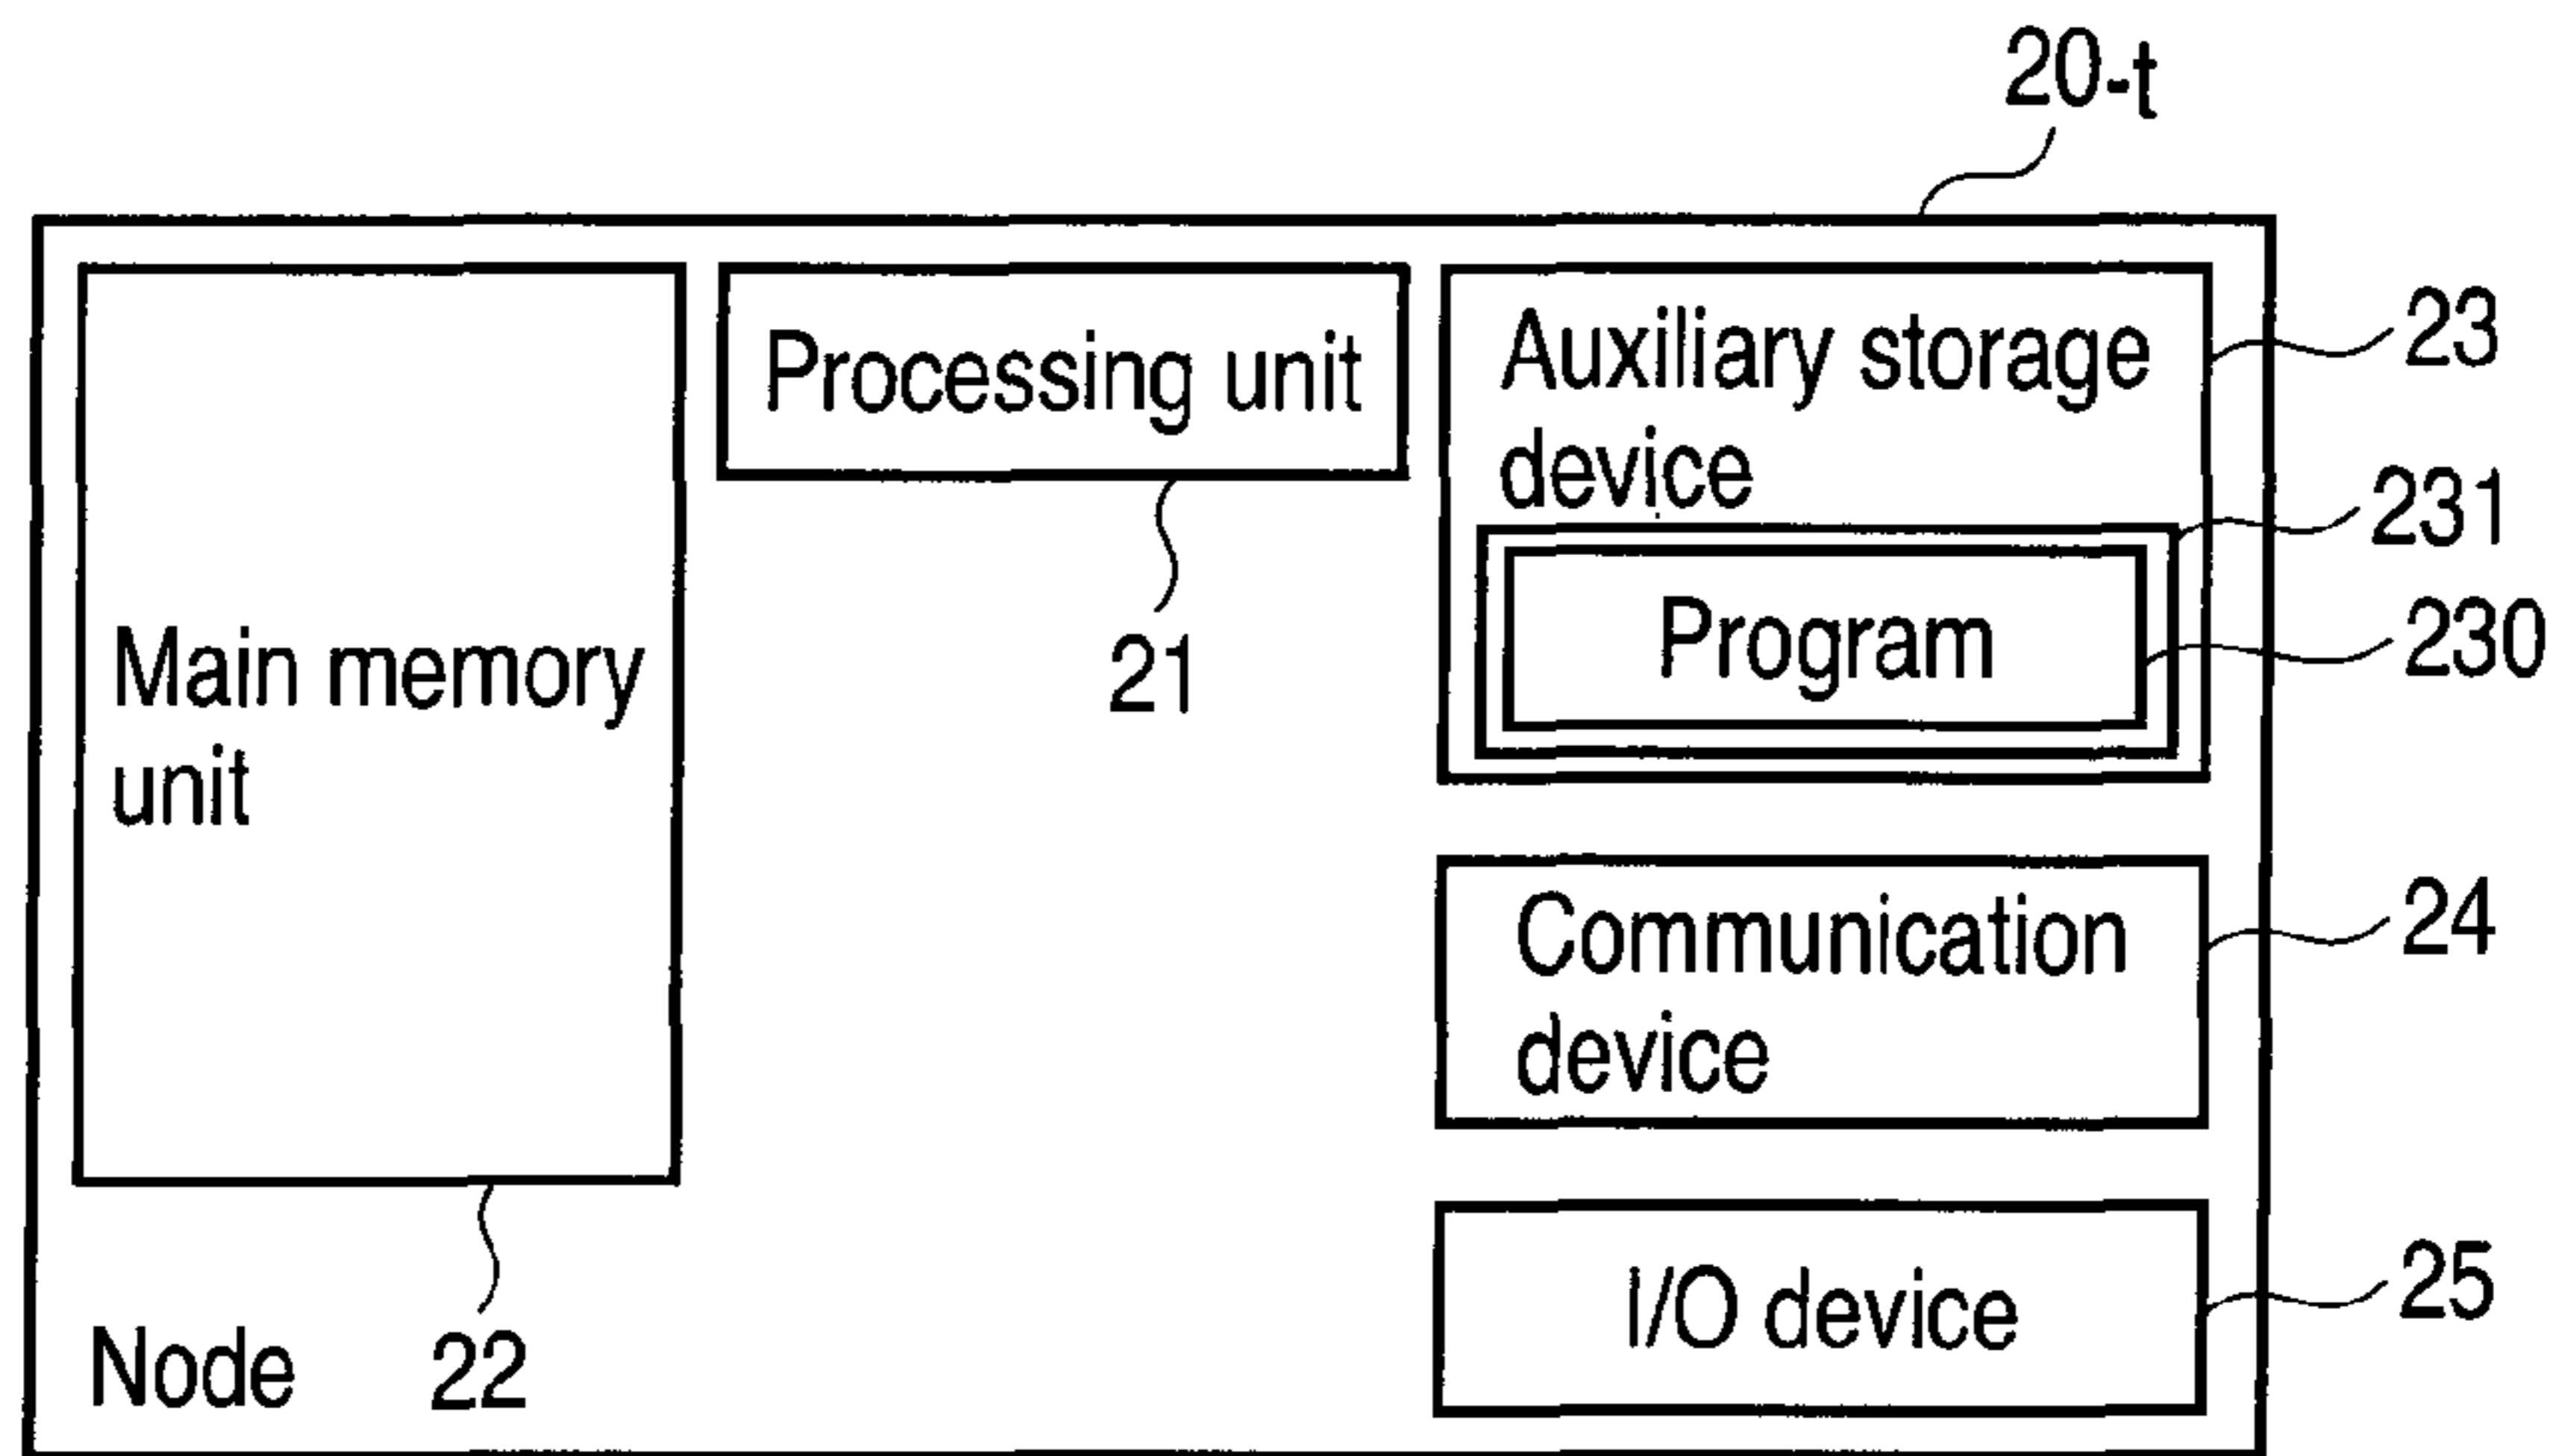 20-t
Processing unit
Auxiliary storage
device
23
231
Program
230
21
Main memory
unit
Communication
device
24
I/O device
25
Node
22